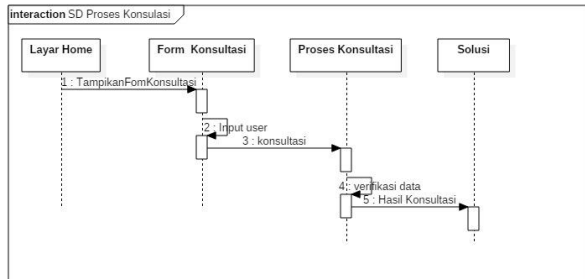 interaction SD Proses Konsulasi
Layar Home
Form Konsultasi
Proses Konsultasi
Solusi
1 : TampikanFomKonsultasi
2 : Input user
3 : konsultasi
4 : verifikasi data
5 : Hasil Konsultasi